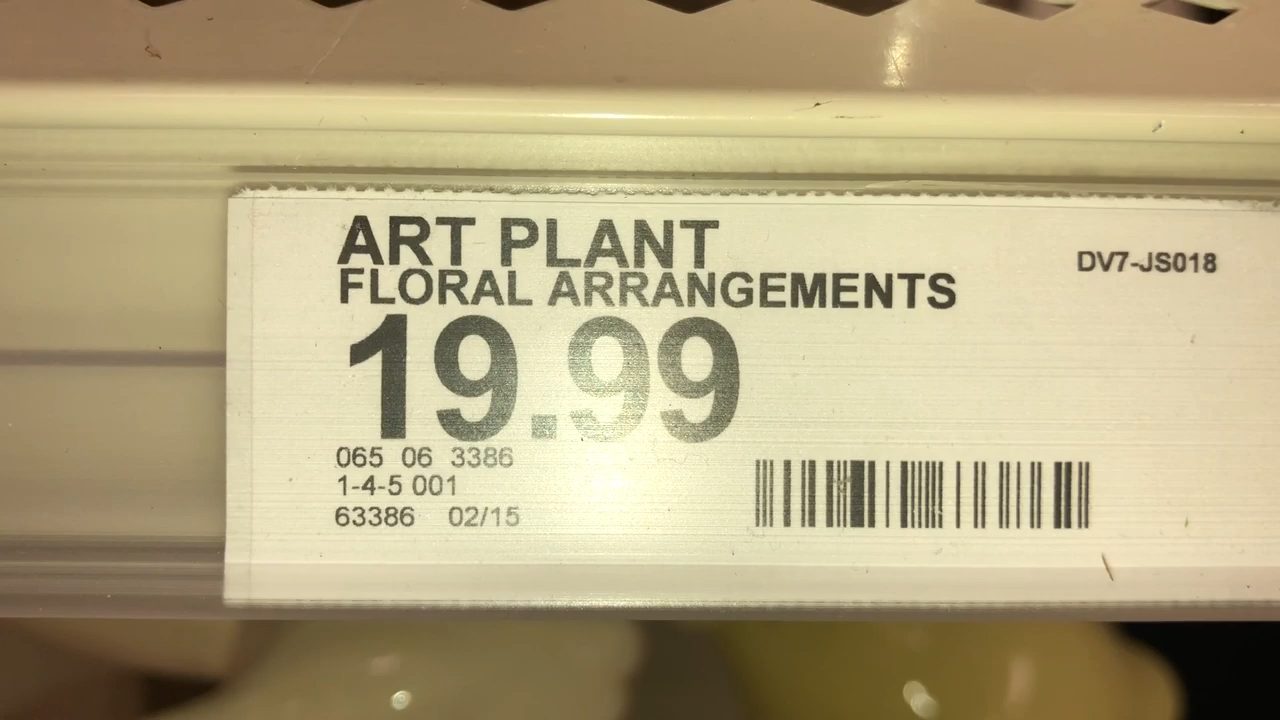 ART PLANT
DV7-JS018
FLORAL ARRANGEMENTS
19.99
065 06 3386
1-4-5 001
63386 02/15